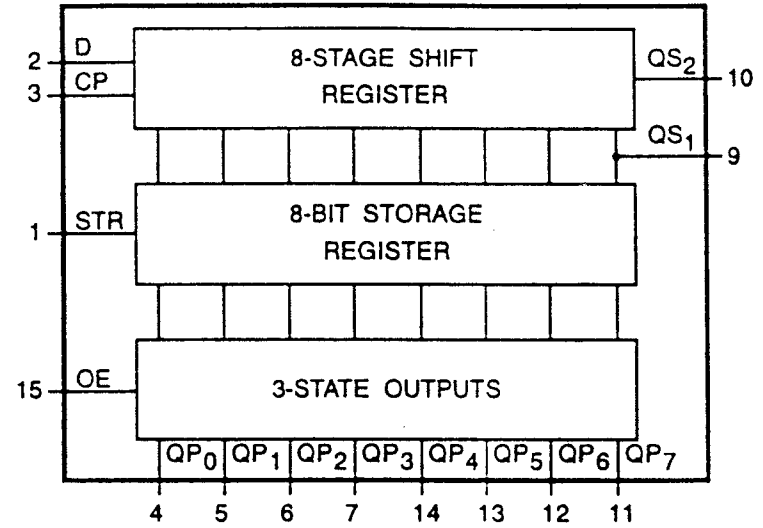 2 D
3 CP
8-STAGE SHIFT
REGISTER
QS2 10
QS1 9
1 STR
8-BIT STORAGE
REGISTER
15 OE
3-STATE OUTPUTS
QP0 QP1 QP2 QP3 QP4 QP5 QP6 QP7
4 5 6 7 14 13 12 11